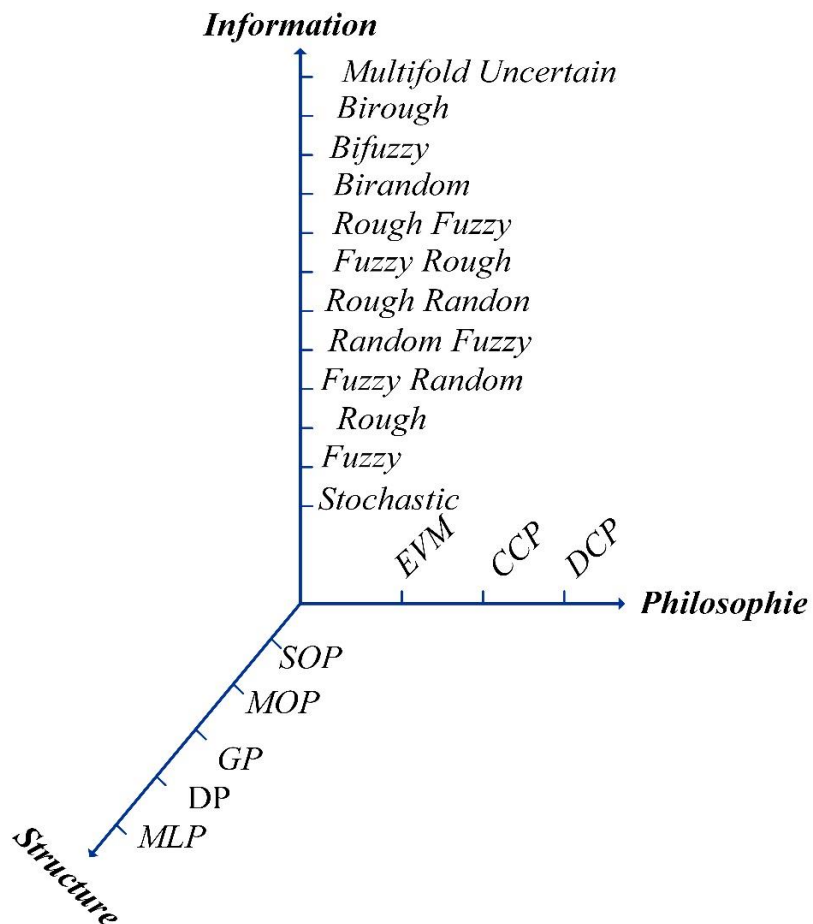 Information
Multifold Uncertain
Birough
Bifuzzy
Birandom
Rough Fuzzy
Fuzzy Rough
Rough Randon
Random Fuzzy
Fuzzy Random
Rough
Fuzzy
Stochastic
EVM
CCP
DCP
Philosophie
SOP
MOP
GP
DP
MLP
Structure